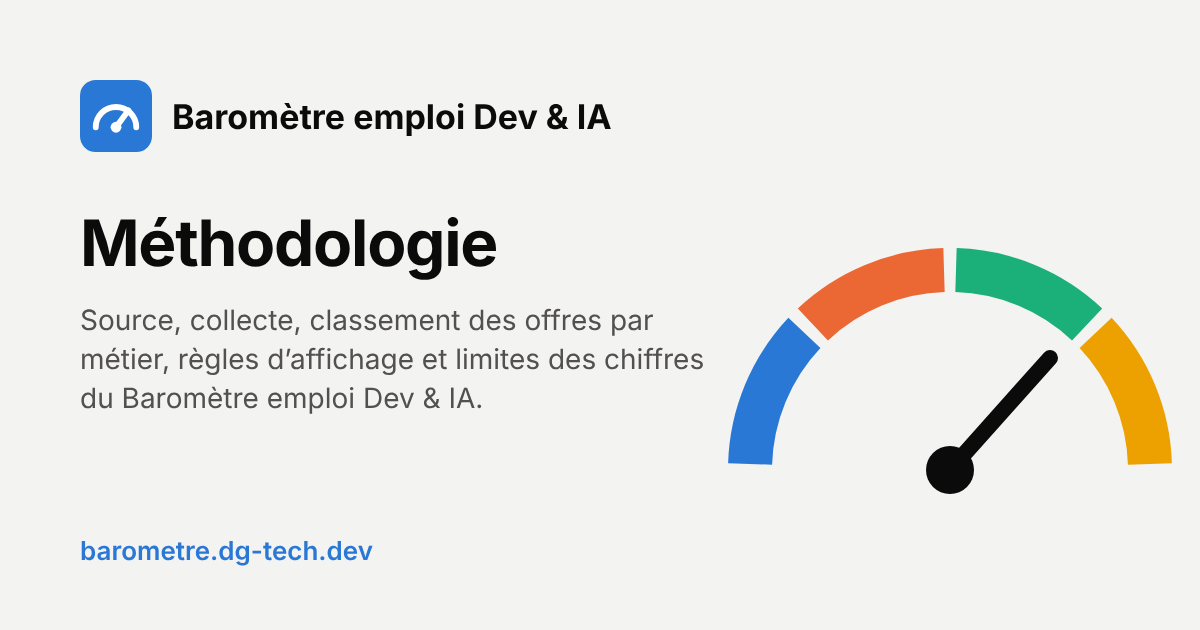 Baromètre emploi Dev & IA
Méthodologie
Source, collecte, classement des offres par
métier, règles d’affichage et limites des chiffres
du Baromètre emploi Dev & IA.
barometre.dg-tech.dev